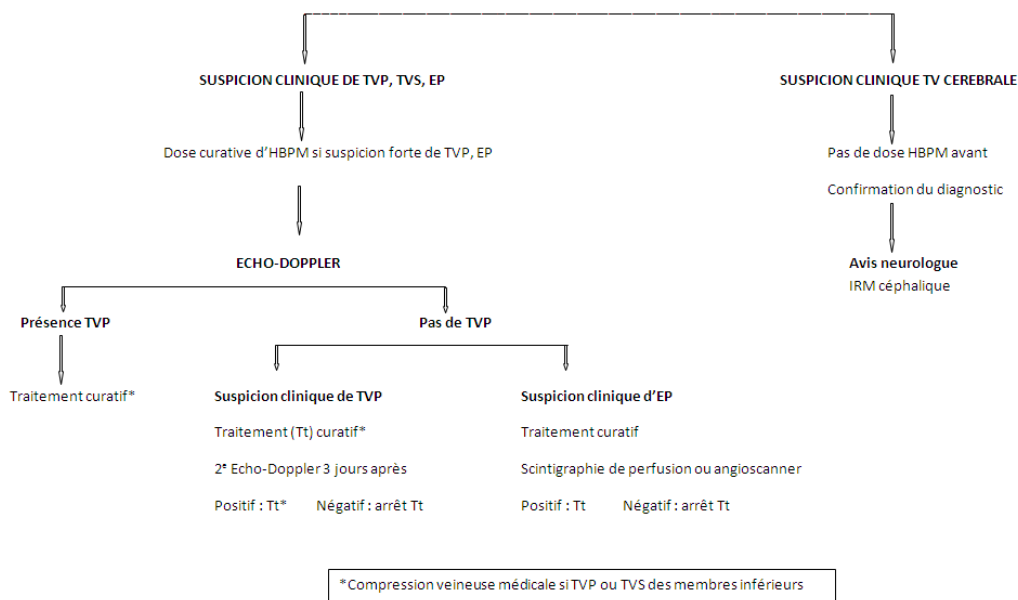 SUSPICION CLINIQUE DE TVP, TVS, EP
SUSPICION CLINIQUE TV CEREBRALE
Dose curative d'HBPM si suspicion forte de TVP, EP
Pas de dose HBPM avant
Confirmation du diagnostic
ECHO-DOPPLER
Avis neurologue
IRM céphalique
Présence TVP
Pas de TVP
Traitement curatif*
Suspicion clinique de TVP
Traitement (Tt) curatif*
2e Echo-Doppler 3 jours après
Positif : Tt* Négatif : arrêt Tt
Suspicion clinique d'EP
Traitement curatif
Scintigraphie de perfusion ou angioscanner
Positif : Tt Négatif : arrêt Tt
*Compression veineuse médicale si TVP ou TVS des membres inférieurs